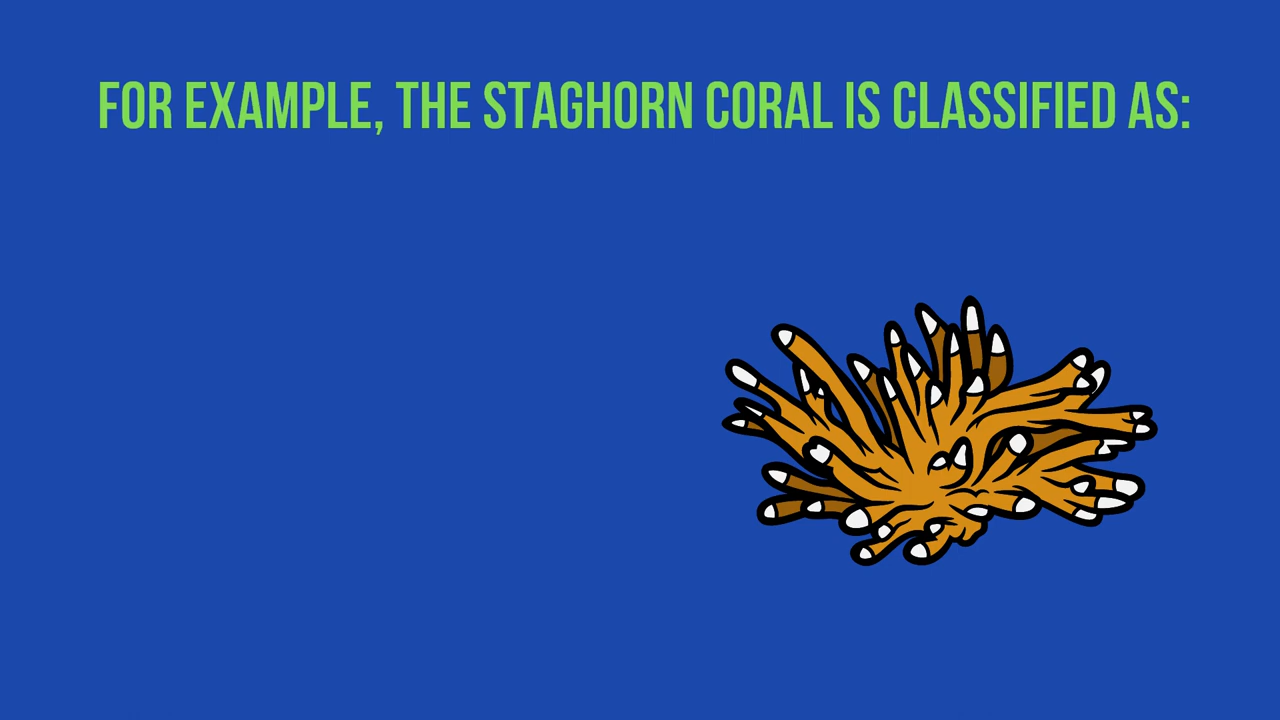 FOR EXAMPLE, THE STAGHORN CORAL IS CLASSIFIED AS: